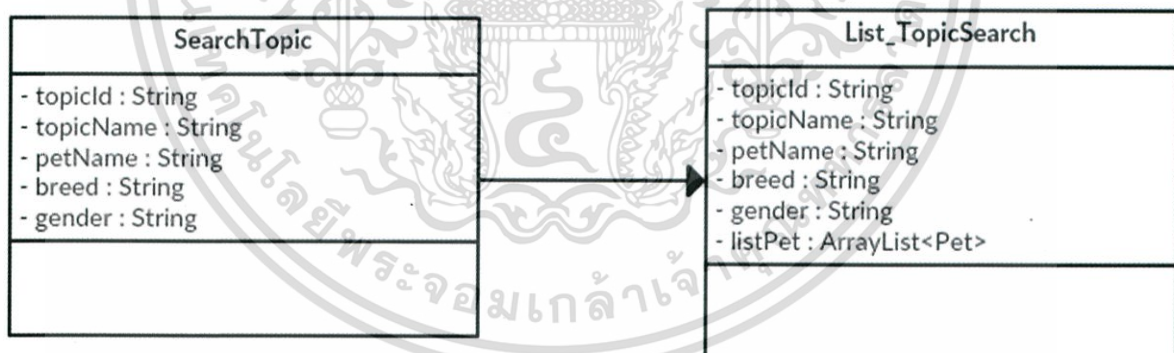 SearchTopic
- topicId : String
- topicName : String
- petName : String
- breed : String
- gender : String
List_TopicSearch
- topicId : String
- topicName : String
- petName : String
- breed : String
- gender : String
- listPet : ArrayList<Pet>